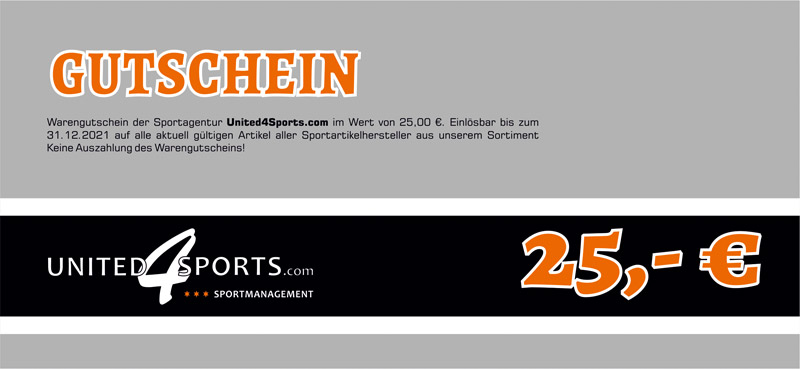 GUTSCHEIN
Warengutschein der Sportagentur United4Sports.com im Wert von 25,00 €. Einlösbar bis zum
31.12.2021 auf alle aktuell gültigen Artikel aller Sportartikelhersteller aus unserem Sortiment
Keine Auszahlung des Warengutscheins!
UNITED4SPORTS.com
*** SPORTMANAGEMENT
25,- €